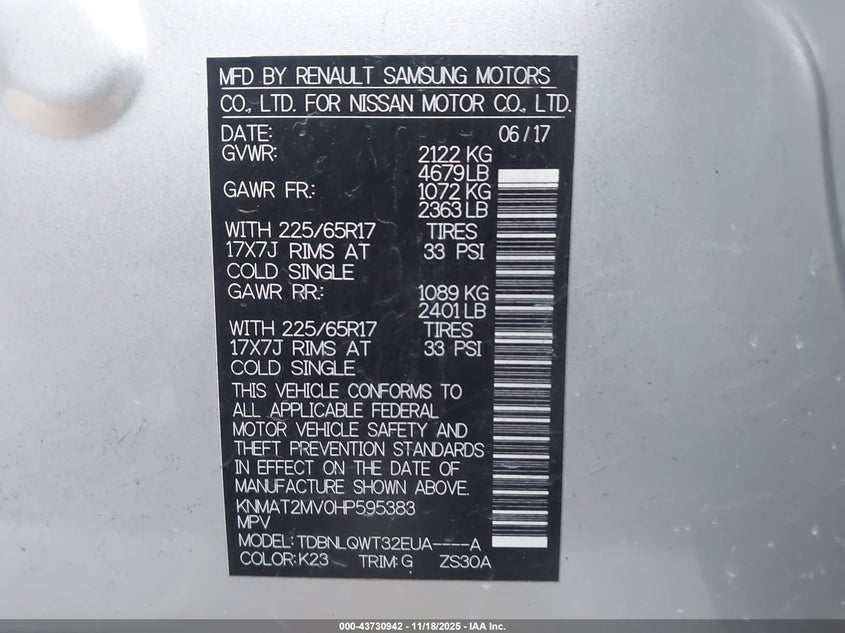 MFD BY RENAULT SAMSUNG MOTORS
CO., LTD. FOR NISSAN MOTOR CO., LTD.
DATE: 06/17
GVWR: 2122 KG
4679LB
GAWR FR.: 1072 KG
2363LB
WITH 225/65R17 TIRES
17X7J RIMS AT 33 PSI
COLD SINGLE
GAWR RR.: 1089 KG
2401LB
WITH 225/65R17 TIRES
17X7J RIMS AT 33 PSI
COLD SINGLE
THIS VEHICLE CONFORMS TO
ALL APPLICABLE FEDERAL
MOTOR VEHICLE SAFETY AND
THEFT PREVENTION STANDARDS
IN EFFECT ON THE DATE OF
MANUFACTURE SHOWN ABOVE.
KNMAT2MV0HP595383
MPV
MODEL: TDBNLQWT32EUA----A
COLOR:K23 TRIM:G ZS30A
000-43730942 - 11/18/2025 - IAA Inc.